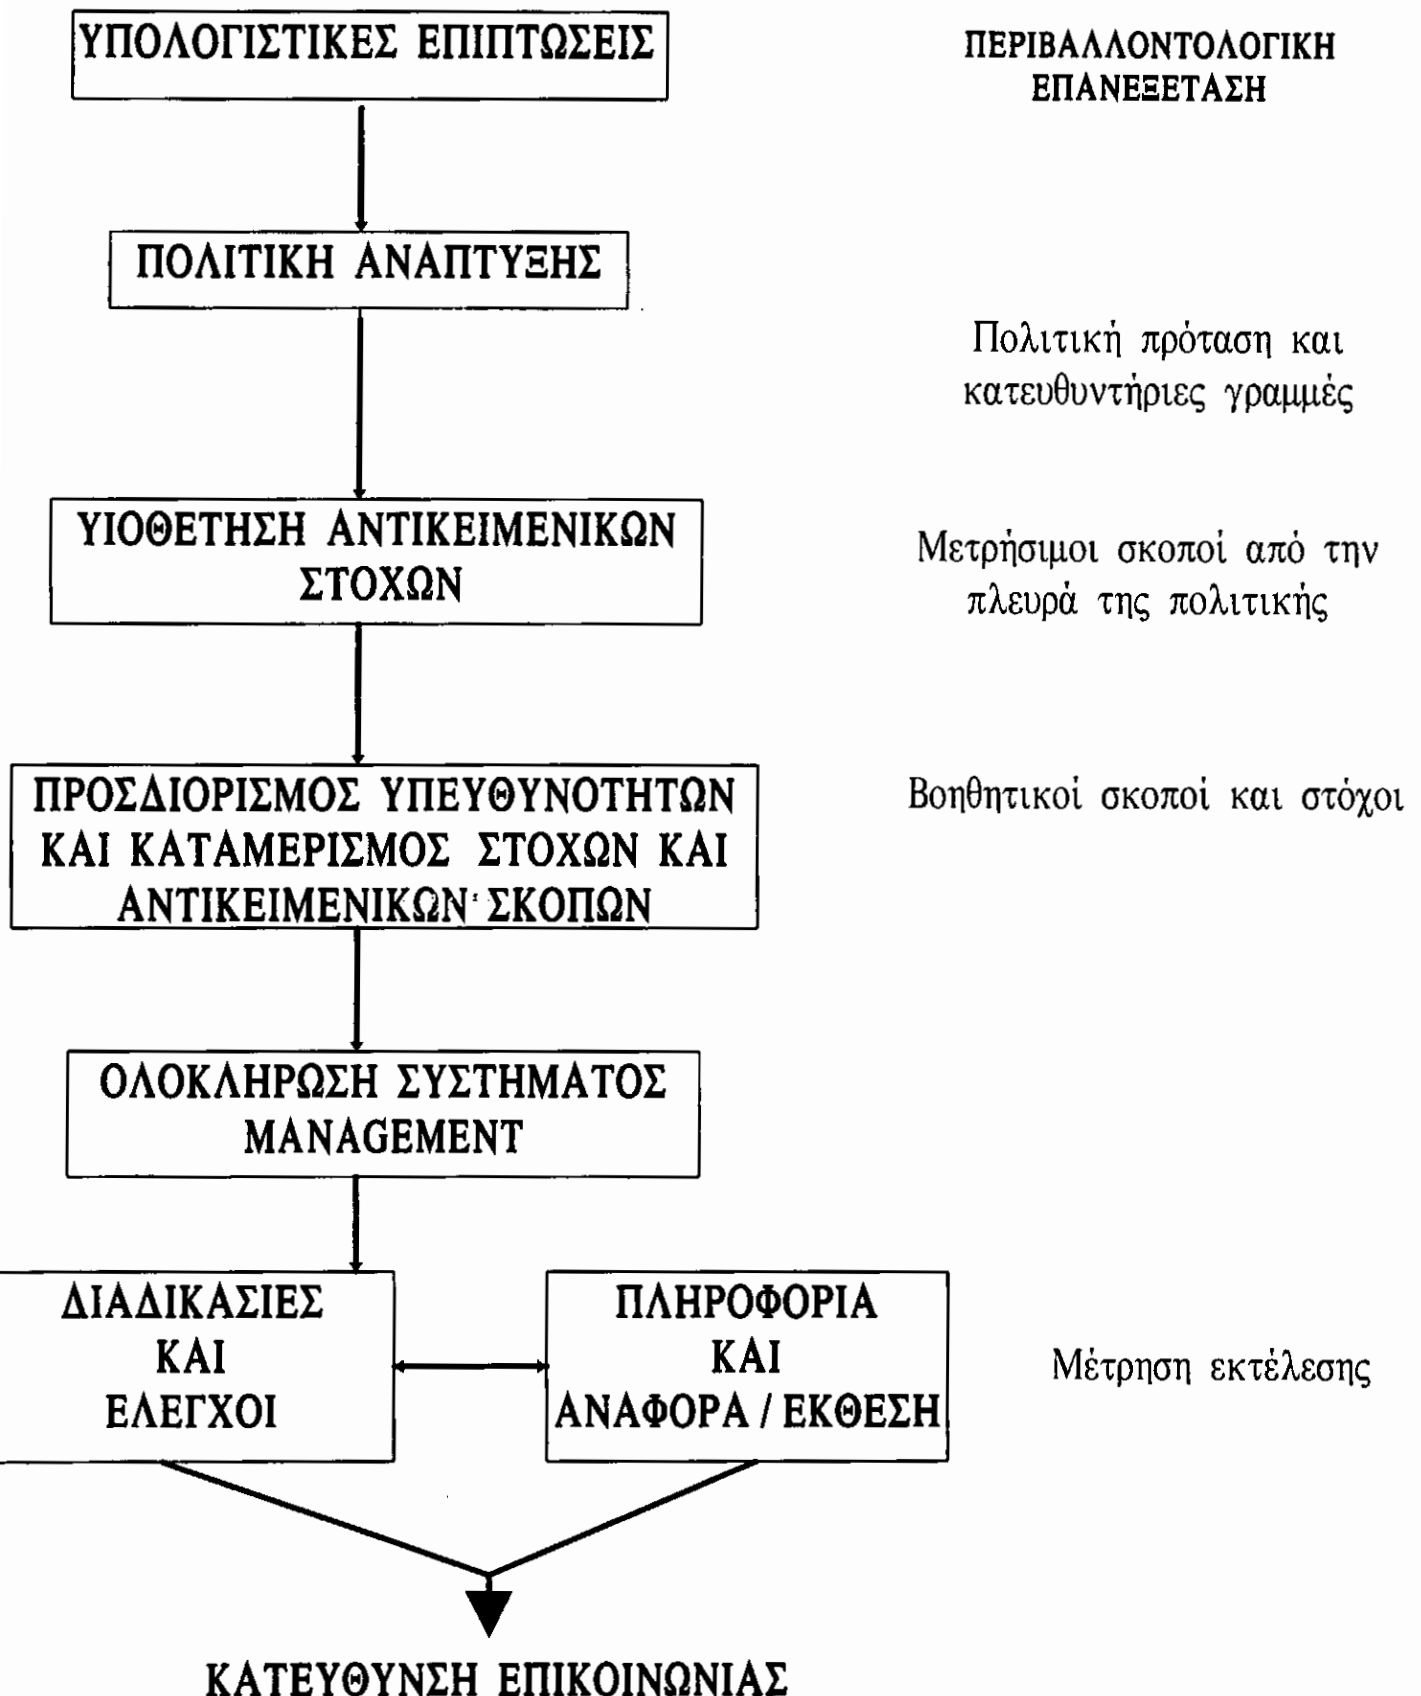 ΥΠΟΛΟΓΙΣΤΙΚΕΣ ΕΠΙΠΤΩΣΕΙΣ
ΠΕΡΙΒΑΛΛΟΝΤΟΛΟΓΙΚΗ
ΕΠΑΝΕΞΕΤΑΣΗ
ΠΟΛΙΤΙΚΗ ΑΝΑΠΤΥΞΗΣ
Πολιτική πρόταση και
κατευθυντήριες γραμμές
ΥΙΟΘΕΤΗΣΗ ΑΝΤΙΚΕΙΜΕΝΙΚΩΝ
ΣΤΟΧΩΝ
Μετρήσιμοι σκοποί από την
πλευρά της πολιτικής
ΠΡΟΣΔΙΟΡΙΣΜΟΣ ΥΠΕΥΘΥΝΟΤΗΤΩΝ
ΚΑΙ ΚΑΤΑΜΕΡΙΣΜΟΣ ΣΤΟΧΩΝ ΚΑΙ
ΑΝΤΙΚΕΙΜΕΝΙΚΩΝ ΣΚΟΠΩΝ
Βοηθητικοί σκοποί και στόχοι
ΟΛΟΚΛΗΡΩΣΗ ΣΥΣΤΗΜΑΤΟΣ
MANAGEMENT
ΔΙΑΔΙΚΑΣΙΕΣ
ΚΑΙ
ΕΛΕΓΧΟΙ
ΠΛΗΡΟΦΟΡΙΑ
ΚΑΙ
ΑΝΑΦΟΡΑ / ΕΚΘΕΣΗ
Μέτρηση εκτέλεσης
ΚΑΤΕΥΘΥΝΣΗ ΕΠΙΚΟΙΝΩΝΙΑΣ